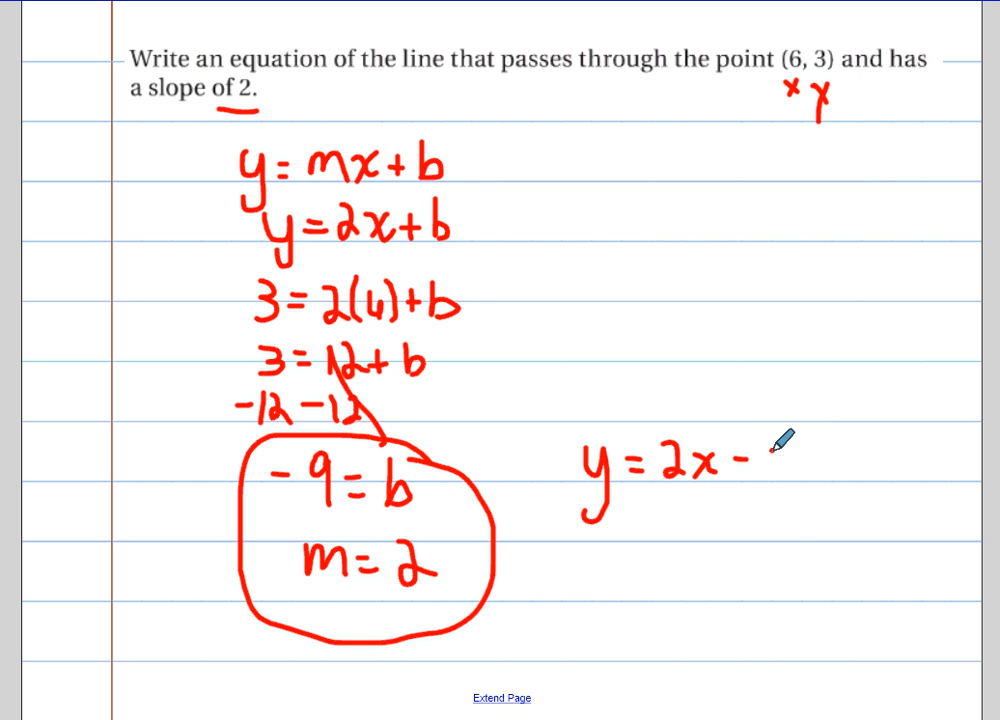 Write an equation of the line that passes through the point (6, 3) and has
a slope of 2.
x y
y = mx + b
y = 2x + b
3 = 2(6) + b
3 = 12 + b
-12 -12
-9 = b
y = 2x -
m = 2
Extend Page